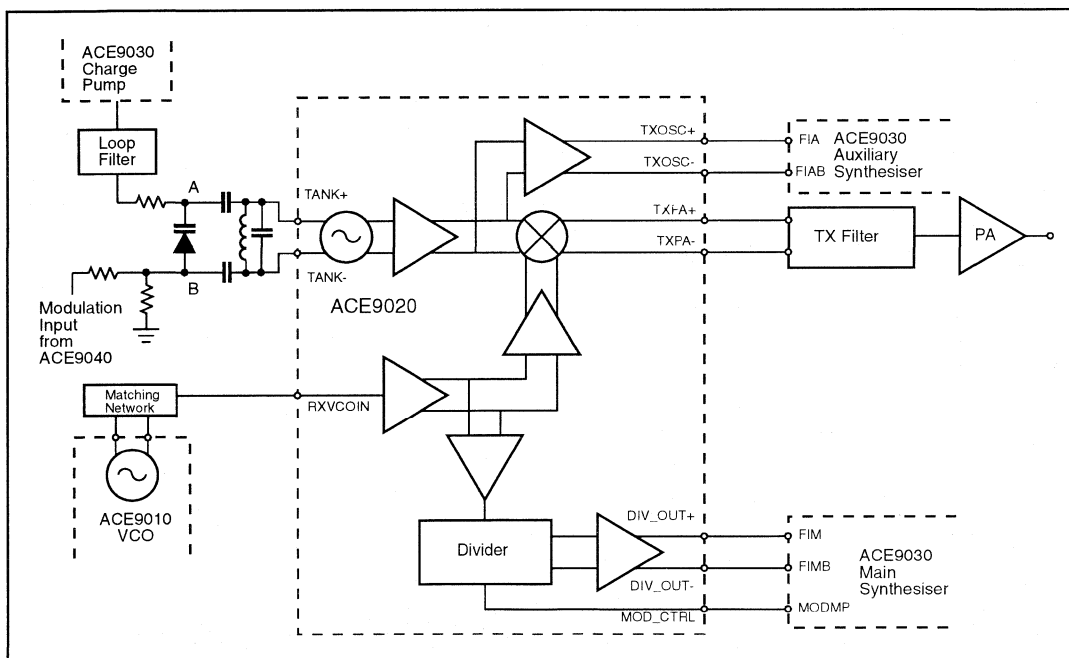 ACE9030
Charge
Pump
Loop
Filter
A
TANK+
TANK-
B
Modulation
Input
from
ACE9040
ACE9020
TXOSC+
TXOSC-
TXPA+
TXPA-
FIA
FIAB
ACE9030
Auxiliary
Synthesiser
TX Filter
PA
Matching
Network
RXVCOIN
ACE9010
VCO
Divider
DIV_OUT+
DIV_OUT-
MOD_CTRL
FIM
FIMB
MODMP
ACE9030
Main
Synthesiser